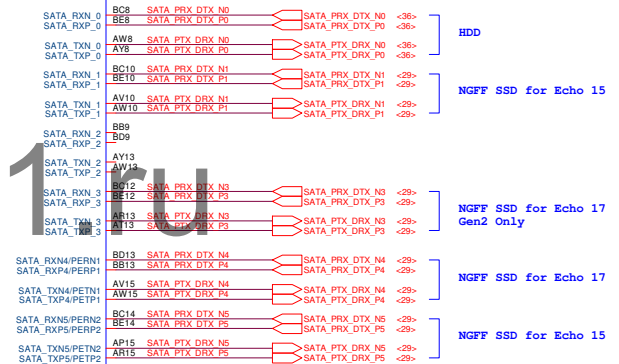 SATA_RXN_0 BC8 SATA_PRX_DTX_N0 SATA_PRX_DTX_N0 <36>
SATA_RXP_0 BE8 SATA_PRX_DTX_P0 SATA_PRX_DTX_P0 <36>
HDD
SATA_TXN_0 AW8 SATA_PTX_DRX_N0 SATA_PTX_DRX_N0 <36>
SATA_TXP_0 AY8 SATA_PTX_DRX_P0 SATA_PTX_DRX_P0 <36>
SATA_RXN_1 BC10 SATA_PRX_DTX_N1 SATA_PRX_DTX_N1 <29>
SATA_RXP_1 BE10 SATA_PRX_DTX_P1 SATA_PRX_DTX_P1 <29>
NGFF SSD for Echo 15
SATA_TXN_1 AV10 SATA_PTX_DRX_N1 SATA_PTX_DRX_N1 <29>
SATA_TXP_1 AW10 SATA_PTX_DRX_P1 SATA_PTX_DRX_P1 <29>
SATA_RXN_2 BB9
SATA_RXP_2 BD9
SATA_TXN_2 AY13
SATA_TXP_2 AW13
1.ru
SATA_RXN_3 BC12 SATA_PRX_DTX_N3 SATA_PRX_DTX_N3 <29>
SATA_RXP_3 BE12 SATA_PRX_DTX_P3 SATA_PRX_DTX_P3 <29>
NGFF SSD for Echo 17
Gen2 Only
SATA_TXN_3 AR13 SATA_PTX_DRX_N3 SATA_PTX_DRX_N3 <29>
SATA_TXP_3 AT13 SATA_PTX_DRX_P3 SATA_PTX_DRX_P3 <29>
SATA_RXN4/PERN1 BD13 SATA_PRX_DTX_N4 SATA_PRX_DTX_N4 <29>
SATA_RXP4/PERP1 BB13 SATA_PRX_DTX_P4 SATA_PRX_DTX_P4 <29>
NGFF SSD for Echo 17
SATA_TXN4/PETN1 AV15 SATA_PTX_DRX_N4 SATA_PTX_DRX_N4 <29>
SATA_TXP4/PETP1 AW15 SATA_PTX_DRX_P4 SATA_PTX_DRX_P4 <29>
SATA_RXN5/PERN2 BC14 SATA_PRX_DTX_N5 SATA_PRX_DTX_N5 <29>
SATA_RXP5/PERP2 BE14 SATA_PRX_DTX_P5 SATA_PRX_DTX_P5 <29>
NGFF SSD for Echo 15
SATA_TXN5/PETN2 AP15 SATA_PTX_DRX_N5 SATA_PTX_DRX_N5 <29>
SATA_TXP5/PETP2 AR15 SATA_PTX_DRX_P5 SATA_PTX_DRX_P5 <29>